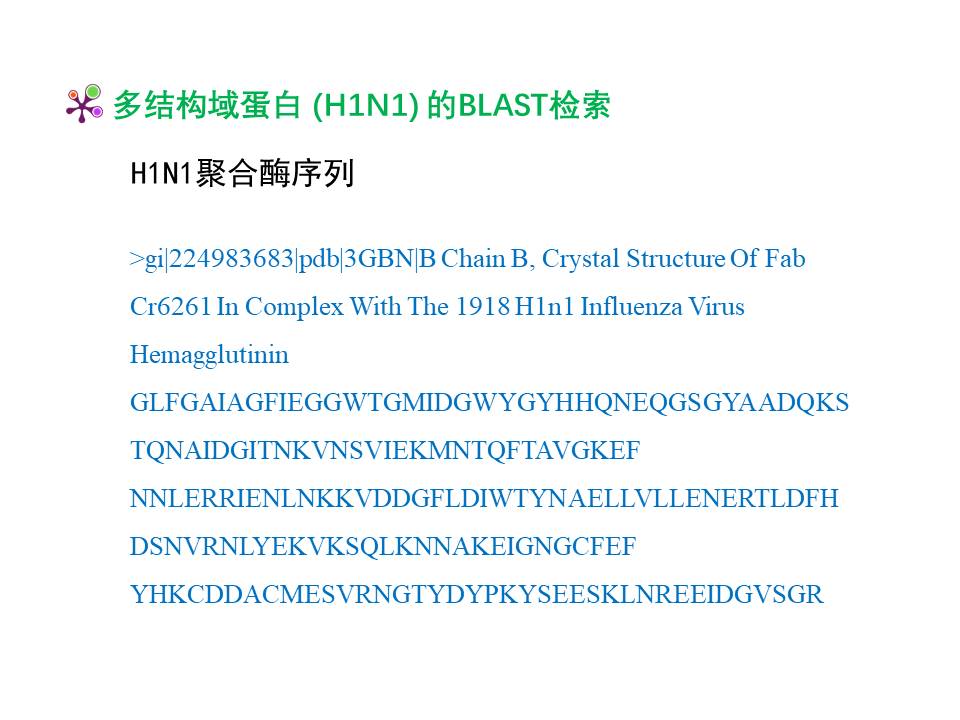 多结构域蛋白 (H1N1) 的BLAST检索
H1N1聚合酶序列
>gi|224983683|pdb|3GBN|B Chain B, Crystal Structure Of Fab
Cr6261 In Complex With The 1918 H1n1 Influenza Virus
Hemagglutinin
GLFGAIAGFIEGGWTGMIDGWYGYHHQNEQGSGYAADQKS
TQNAIDGITNKVNSVIEKMNTQFTAVGKEF
NNLERRIENLNKKVDDGFLDIWTYNAELLVLLENERTLDFH
DSNVRNLYEKVKSQLKNNAKEIGNGCFEF
YHKCDDACMESVRNGTYDYPKYSEESKLNREEIDGVSGR